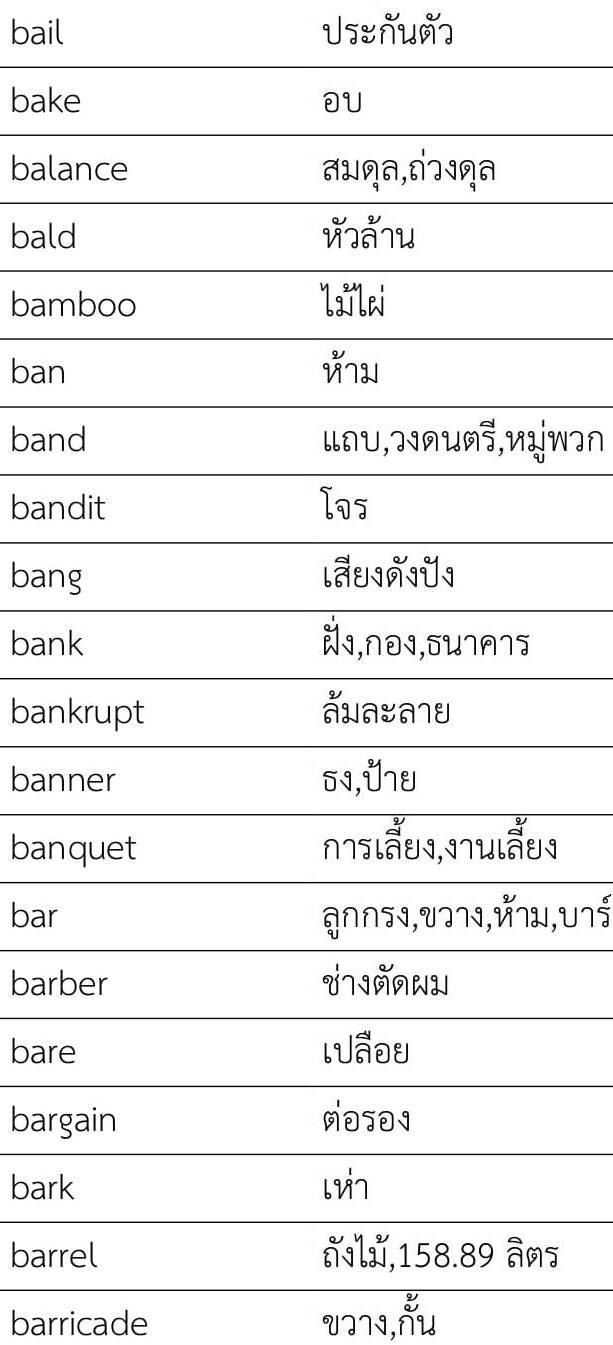 bail ประกันตัว
bake อบ
balance สมดุล,ถ่วงดุล
bald หัวล้าน
bamboo ไม้ไผ่
ban ห้าม
band แถบ,วงดนตรี,หมู่พวก
bandit โจร
bang เสียงดังปัง
bank ฝั่ง,กอง,ธนาคาร
bankrupt ล้มละลาย
banner ธง,ป้าย
banquet การเลี้ยง,งานเลี้ยง
bar ลูกกรง,ขวาง,ห้าม,บาร์
barber ช่างตัดผม
bare เปลือย
bargain ต่อรอง
bark เห่า
barrel ถังไม้,158.89 ลิตร
barricade ขวาง,กั้น